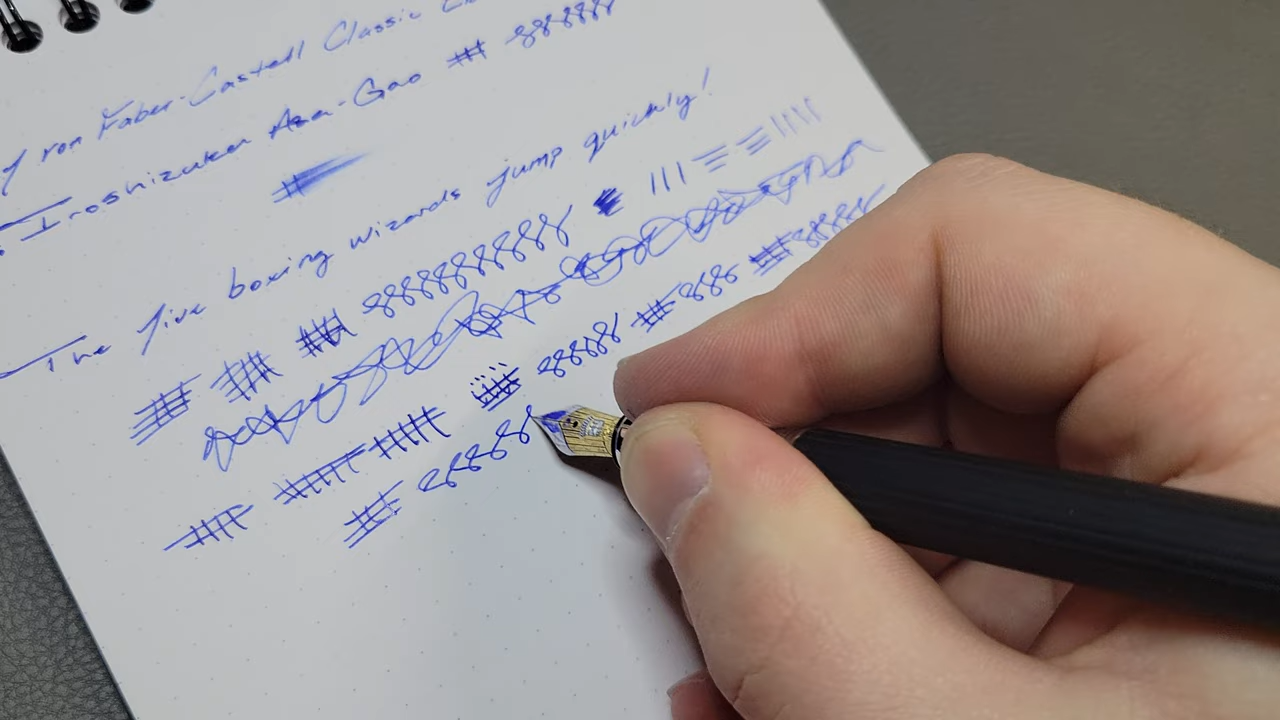 von Faber-Castell Classic
Iroshizuku Asa-Gao
The five boxing wizards jump quickly!